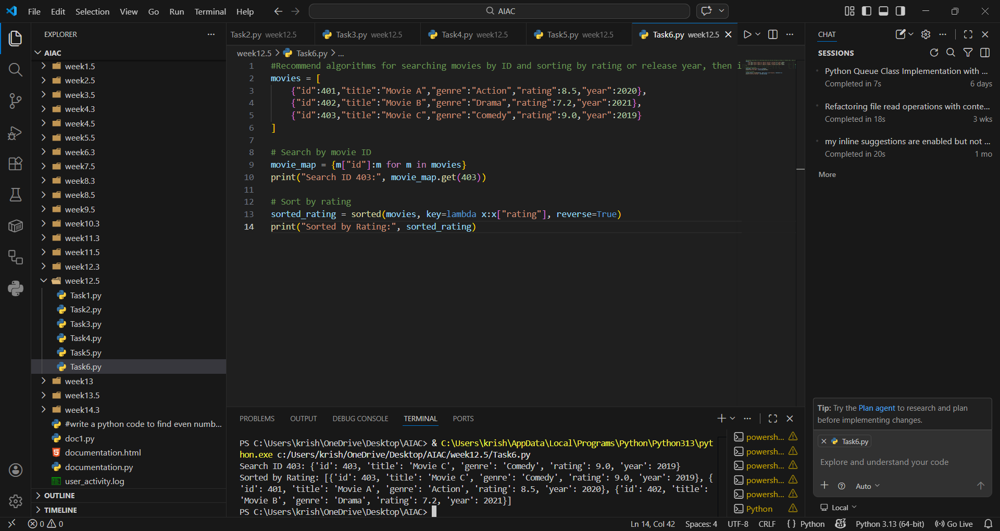 File Edit Selection View Go Run Terminal Help
AIAC
EXPLORER
AIAC
week1.5
week2.5
week3.5
week4.3
week4.5
week5.5
week6.3
week7.5
week8.3
week8.5
week9.5
week10.3
week11.3
week11.5
week12.3
week12.5
Task1.py
Task2.py
Task3.py
Task4.py
Task5.py
Task6.py
week13
week13.5
week14.3
#write a python code to find even numb...
doc1.py
documentation.html
documentation.py
user_activity.log
OUTLINE
TIMELINE
Task2.py week12.5 Task3.py week12.5 Task4.py week12.5 Task5.py week12.5 Task6.py week12.5
week12.5 > Task6.py > ...
1 #Recommend algorithms for searching movies by ID and sorting by rating or release year, then
2 movies = [
3 {"id":401,"title":"Movie A","genre":"Action","rating":8.5,"year":2020},
4 {"id":402,"title":"Movie B","genre":"Drama","rating":7.2,"year":2021},
5 {"id":403,"title":"Movie C","genre":"Comedy","rating":9.0,"year":2019}
6 ]
7
8 # Search by movie ID
9 movie_map = {m["id"]:m for m in movies}
10 print("Search ID 403:", movie_map.get(403))
11
12 # Sort by rating
13 sorted_rating = sorted(movies, key=lambda x:x["rating"], reverse=True)
14 print("Sorted by Rating:", sorted_rating)
PROBLEMS OUTPUT DEBUG CONSOLE TERMINAL PORTS
PS C:\Users\krish\OneDrive\Desktop\AIAC> & C:\Users\krish\AppData\Local\Programs\Python\Python313\pyt
hon.exe c:/Users/krish/OneDrive/Desktop/AIAC/week12.5/Task6.py
Search ID 403: {'id': 403, 'title': 'Movie C', 'genre': 'Comedy', 'rating': 9.0, 'year': 2019}
Sorted by Rating: [{'id': 403, 'title': 'Movie C', 'genre': 'Comedy', 'rating': 9.0, 'year': 2019}, {
'id': 401, 'title': 'Movie A', 'genre': 'Action', 'rating': 8.5, 'year': 2020}, {'id': 402, 'title':
'Movie B', 'genre': 'Drama', 'rating': 7.2, 'year': 2021}]
PS C:\Users\krish\OneDrive\Desktop\AIAC>
powersh...
powersh...
powersh...
powersh...
powersh...
Python
CHAT
SESSIONS
Python Queue Class Implementation with ...
Completed in 7s 6 days
Refactoring file read operations with conte...
Completed in 18s 3 wks
my inline suggestions are enabled but not ...
Completed in 20s 1 mo
More
Tip: Try the Plan agent to research and plan
before implementing changes.
Task6.py
Explore and understand your code
Auto
Local
0 0
Ln 14, Col 42 Spaces: 4 UTF-8 CRLF {} Python Python 3.13 (64-bit) Go Live